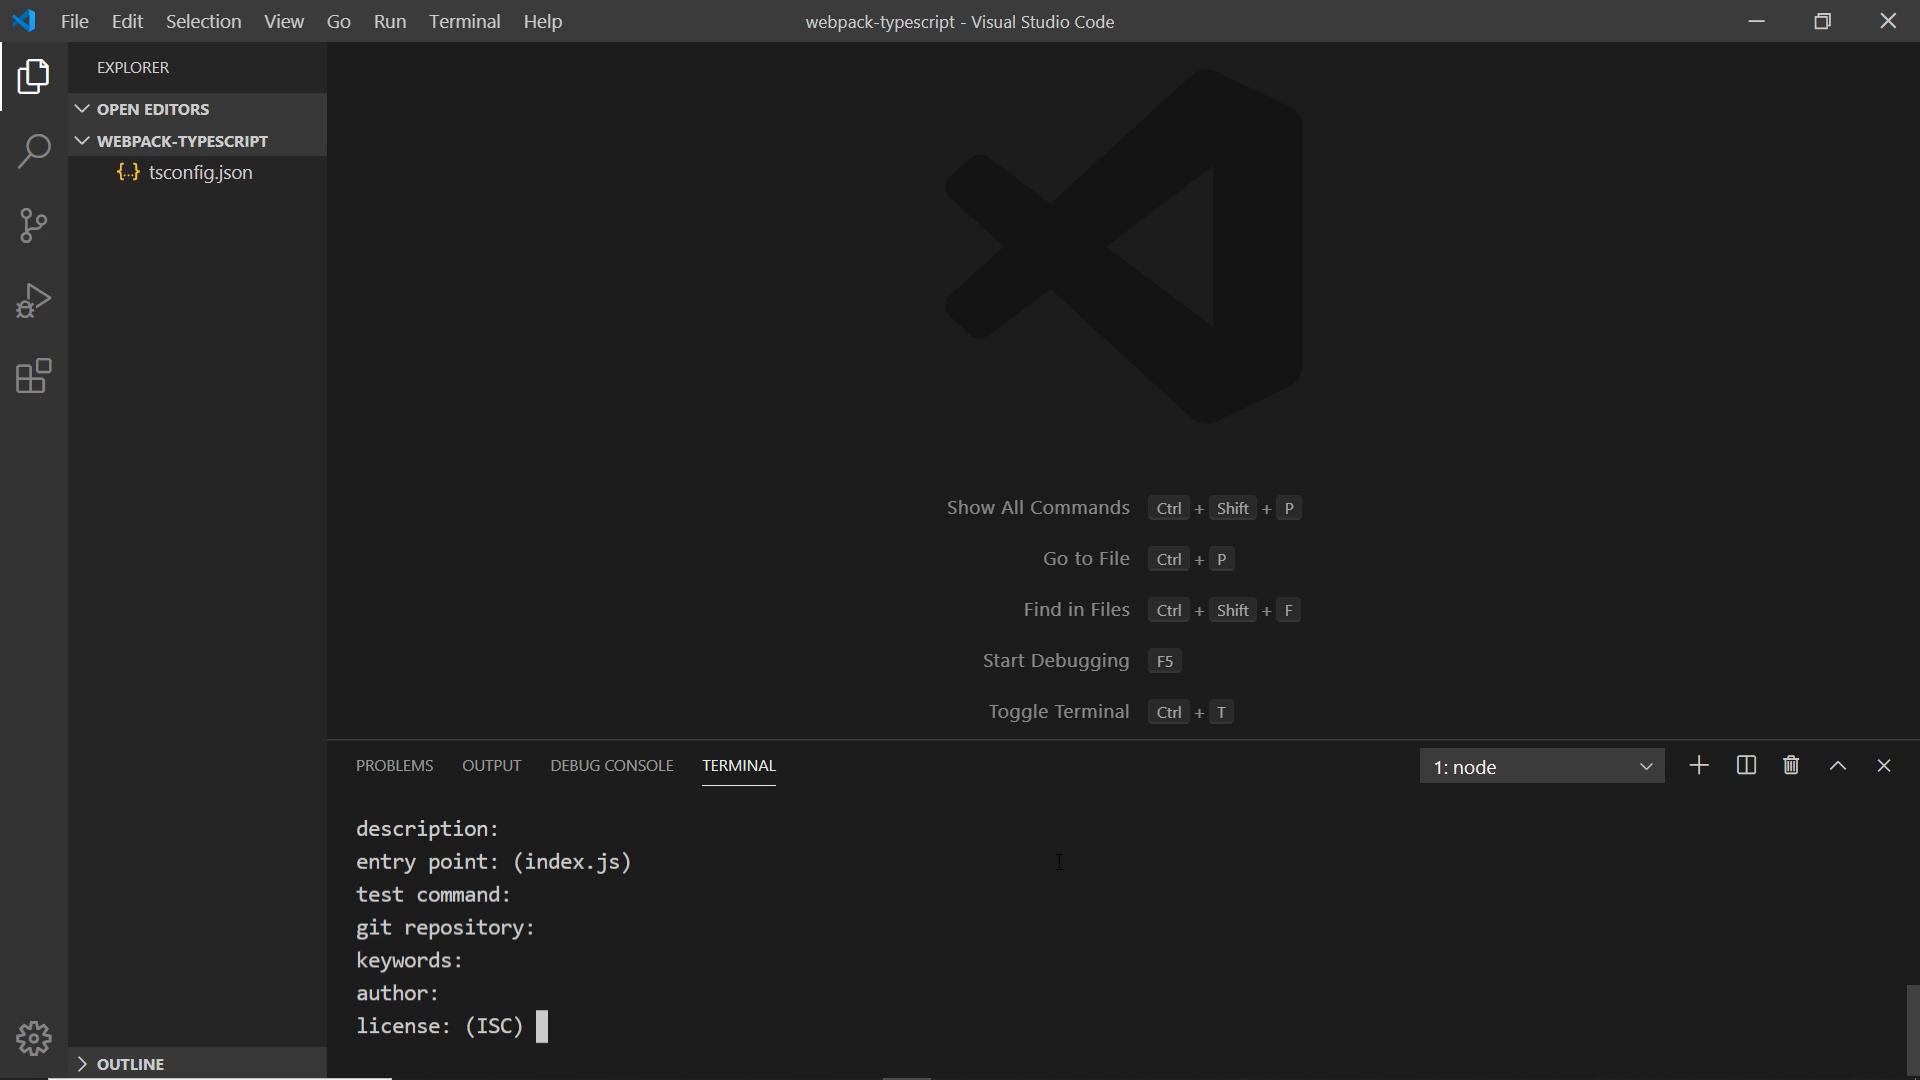 File Edit Selection View Go Run Terminal Help
webpack-typescript - Visual Studio Code
EXPLORER
OPEN EDITORS
WEBPACK-TYPESCRIPT
{..} tsconfig.json
OUTLINE
Show All Commands Ctrl + Shift + P
Go to File Ctrl + P
Find in Files Ctrl + Shift + F
Start Debugging F5
Toggle Terminal Ctrl + T
PROBLEMS OUTPUT DEBUG CONSOLE TERMINAL
1: node
description:
entry point: (index.js)
test command:
git repository:
keywords:
author:
license: (ISC)